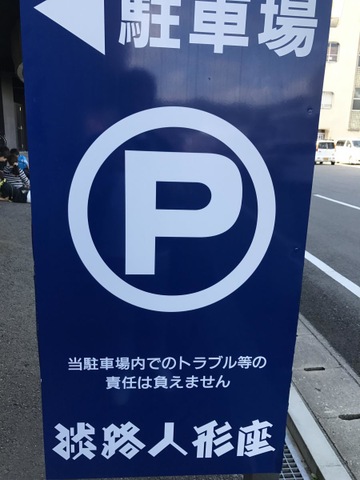 駐車場
P
当駐車場内でのトラブル等の
責任は負えません
淡路人形座